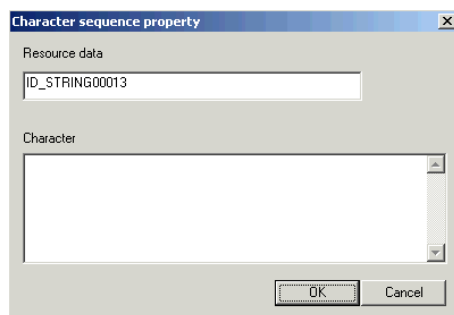 Character sequence property
Resource data
ID_STRING00013
Character
OK Cancel